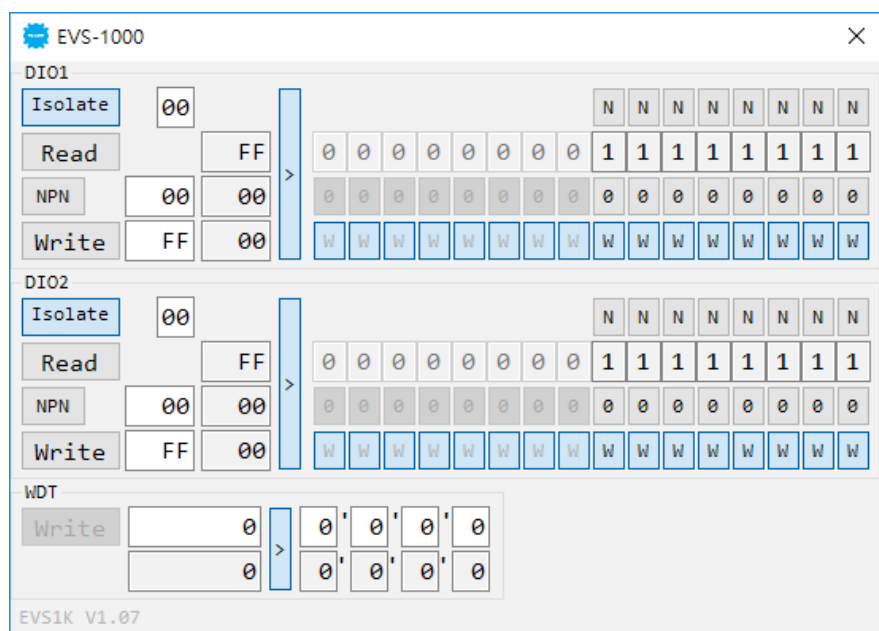 EVS-1000
DIO1
Isolate 00 N N N N N N N N
Read FF > 0 0 0 0 0 0 0 0 1 1 1 1 1 1 1 1
NPN 00 00 0 0 0 0 0 0 0 0 0 0 0 0 0 0 0 0
Write FF 00 W W W W W W W W W W W W W W W W
DIO2
Isolate 00 N N N N N N N N
Read FF > 0 0 0 0 0 0 0 0 1 1 1 1 1 1 1 1
NPN 00 00 0 0 0 0 0 0 0 0 0 0 0 0 0 0 0 0
Write FF 00 W W W W W W W W W W W W W W W W
WDT
Write 0 > 0 ' 0 ' 0 ' 0
0 0 ' 0 ' 0 ' 0
EVS1K V1.07